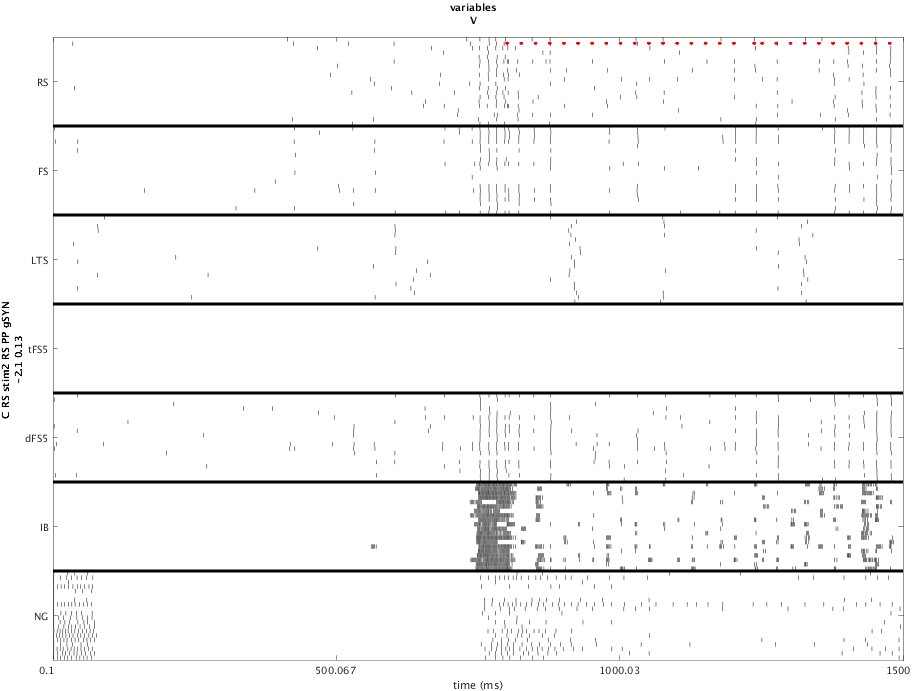 variables
V
RS
FS
LTS
tFS5
dFS5
IB
NG
C RS stim2 RS PP gSYN
-2.1 0.13
0.1
500.067
1000.03
1500
time (ms)